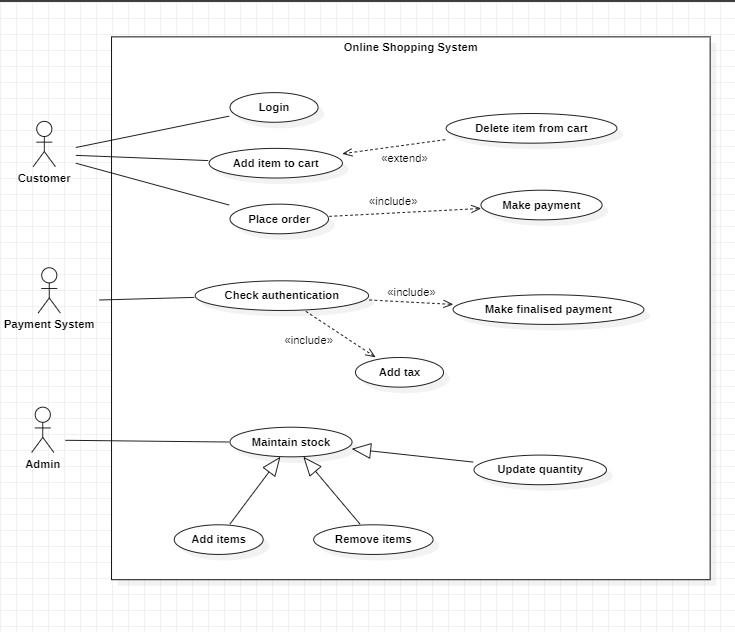 Online Shopping System
Login
Delete item from cart
«extend»
Add item to cart
Customer
«include»
Make payment
Place order
Check authentication
«include»
Make finalised payment
Payment System
«include»
Add tax
Maintain stock
Admin
Update quantity
Add items
Remove items